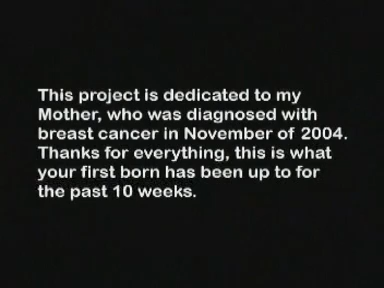 This project is dedicated to my
Mother, who was diagnosed with
breast cancer in November of 2004.
Thanks for everything, this is what
your first born has been up to for
the past 10 weeks.